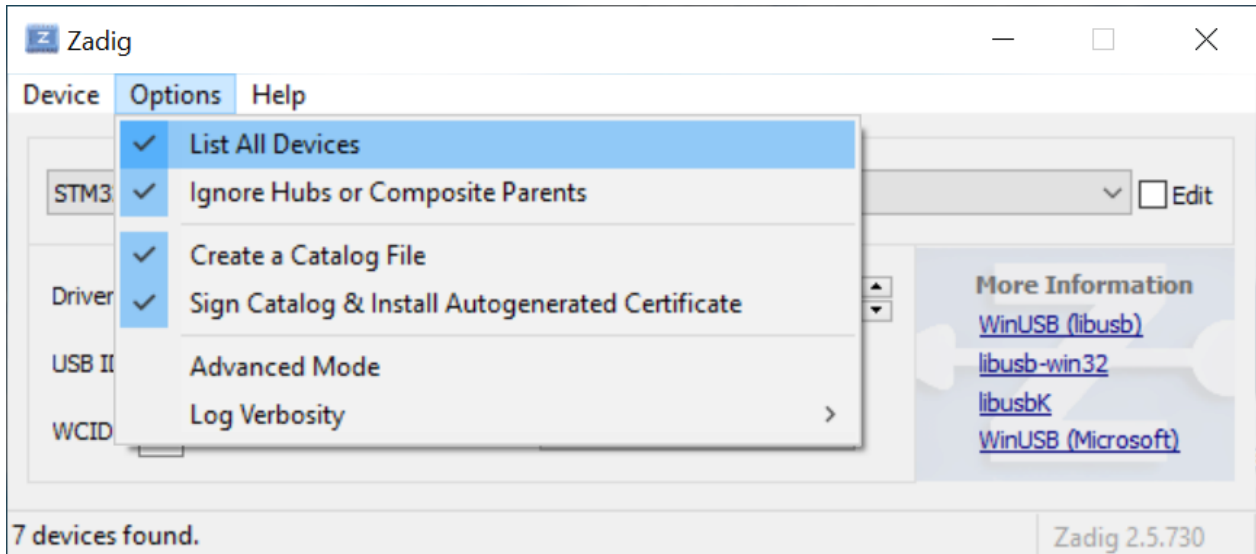 Zadig
Device Options Help
List All Devices
Ignore Hubs or Composite Parents
Create a Catalog File
Sign Catalog & Install Autogenerated Certificate
Advanced Mode
Log Verbosity
STM3
Edit
Driver
USB ID
WCID
More Information
WinUSB (libusb)
libusb-win32
libusbK
WinUSB (Microsoft)
7 devices found.
Zadig 2.5.730